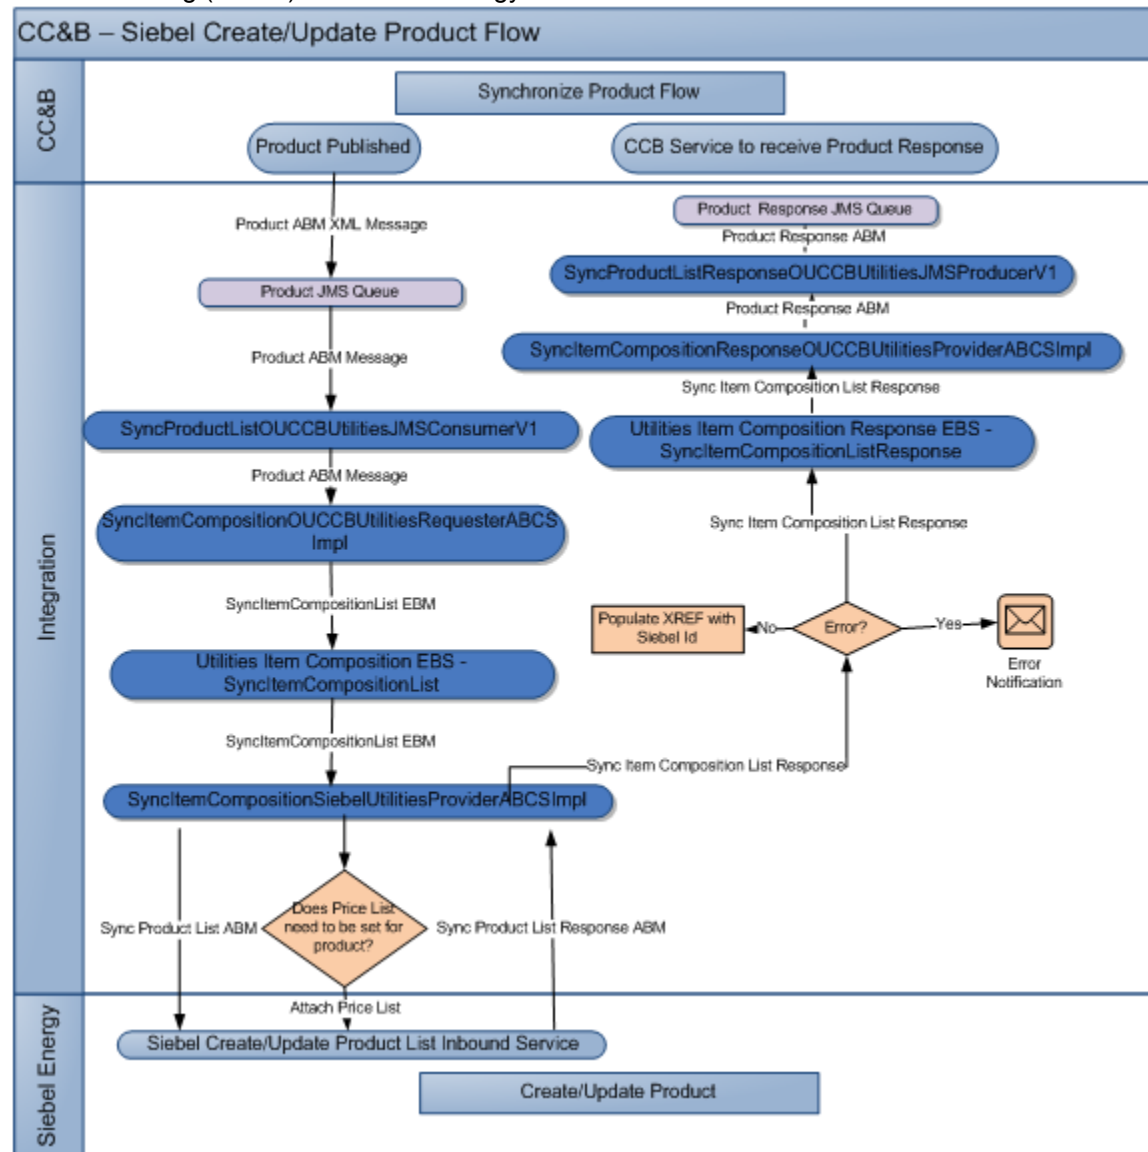 CC&B – Siebel Create/Update Product Flow
CC&B
Synchronize Product Flow
Product Published
CCB Service to receive Product Response
Integration
Product ABM XML Message
Product JMS Queue
Product ABM Message
SyncProductListOUCCBUtilitiesJMSConsumerV1
Product ABM Message
SyncItemCompositionOUCCBUtilitiesRequesterABCS
Impl
SyncItemCompositionList EBM
Utilities Item Composition EBS -
SyncItemCompositionList
SyncItemCompositionList EBM
SyncItemCompositionSiebelUtilitiesProviderABCSImpl
Product Response JMS Queue
Product Response ABM
SyncProductListResponseOUCCBUtilitiesJMSProducerV1
Product Response ABM
SyncItemCompositionResponseOUCCBUtilitiesProviderABCSImpl
Sync Item Composition List Response
Utilities Item Composition Response EBS -
SyncItemCompositionListResponse
Sync Item Composition List Response
Populate XREF with
Siebel Id
No
Error?
Yes
Error
Notification
Sync Item Composition List Response
Sync Product List ABM
Does Price List
need to be set for
product?
Sync Product List Response ABM
Siebel Energy
Attach Price List
Siebel Create/Update Product List Inbound Service
Create/Update Product